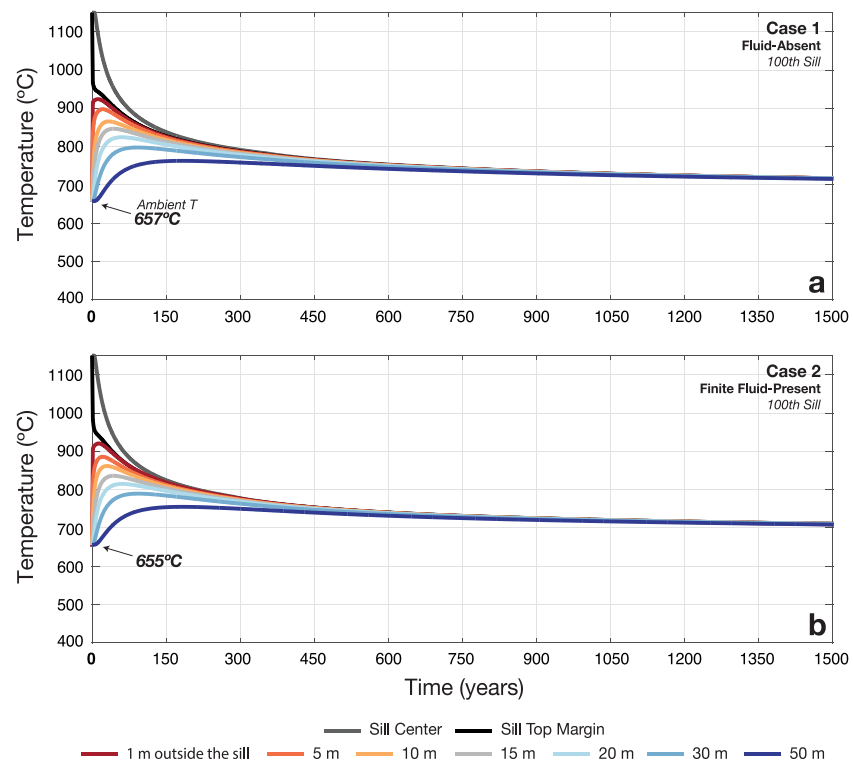 Case 1
Fluid-Absent
100th Sill
Temperature (ºC)
1100
1000
900
800
700
600
500
400
Ambient T
657ºC
a
0 150 300 450 600 750 900 1050 1200 1350 1500
Case 2
Finite Fluid-Present
100th Sill
Temperature (ºC)
1100
1000
900
800
700
600
500
400
655ºC
b
0 150 300 450 600 750 900 1050 1200 1350 1500
Time (years)
Sill Center Sill Top Margin
1 m outside the sill 5 m 10 m 15 m 20 m 30 m 50 m